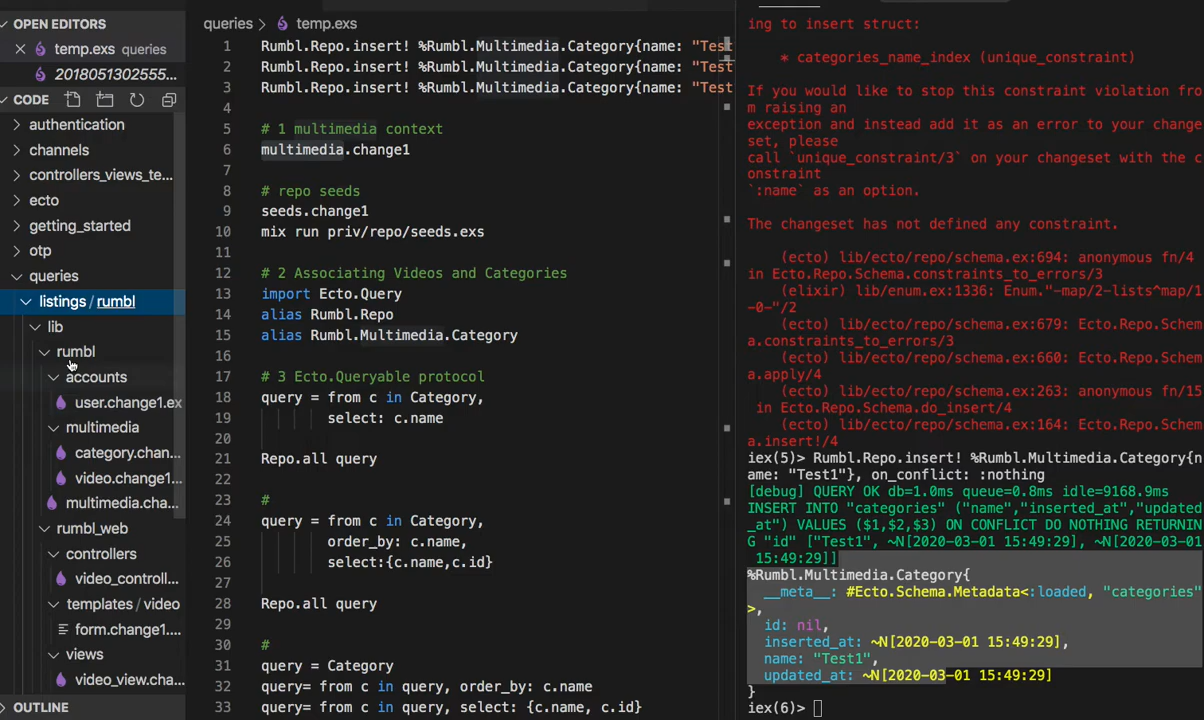 OPEN EDITORS
temp.exs queries
2018051302555...
CODE
authentication
channels
controllers_views_te...
ecto
getting_started
otp
queries
listings / rumbl
lib
rumbl
accounts
user.change1.ex
multimedia
category.chan...
video.change1...
multimedia.cha...
rumbl_web
controllers
video_controll...
templates / video
form.change1....
views
video_view.cha...
OUTLINE
queries > temp.exs
1 Rumbl.Repo.insert! %Rumbl.Multimedia.Category{name: "Test
2 Rumbl.Repo.insert! %Rumbl.Multimedia.Category{name: "Test
3 Rumbl.Repo.insert! %Rumbl.Multimedia.Category{name: "Test
4
5 # 1 multimedia context
6 multimedia.change1
7
8 # repo seeds
9 seeds.change1
10 mix run priv/repo/seeds.exs
11
12 # 2 Associating Videos and Categories
13 import Ecto.Query
14 alias Rumbl.Repo
15 alias Rumbl.Multimedia.Category
16
17 # 3 Ecto.Queryable protocol
18 query = from c in Category,
19 select: c.name
20
21 Repo.all query
22
23 #
24 query = from c in Category,
25 order_by: c.name,
26 select:{c.name,c.id}
27
28 Repo.all query
29
30 #
31 query = Category
32 query= from c in query, order_by: c.name
33 query= from c in query, select: {c.name, c.id}
ing to insert struct:
* categories_name_index (unique_constraint)
If you would like to stop this constraint violation fro
m raising an
exception and instead add it as an error to your change
set, please
call `unique_constraint/3` on your changeset with the c
onstraint
`:name` as an option.
The changeset has not defined any constraint.
(ecto) lib/ecto/repo/schema.ex:694: anonymous fn/4
in Ecto.Repo.Schema.constraints_to_errors/3
(elixir) lib/enum.ex:1336: Enum."-map/2-lists^map/1
-0-"/2
(ecto) lib/ecto/repo/schema.ex:679: Ecto.Repo.Schem
a.constraints_to_errors/3
(ecto) lib/ecto/repo/schema.ex:660: Ecto.Repo.Schem
a.apply/4
(ecto) lib/ecto/repo/schema.ex:263: anonymous fn/15
in Ecto.Repo.Schema.do_insert/4
(ecto) lib/ecto/repo/schema.ex:164: Ecto.Repo.Schem
a.insert!/4
iex(5)> Rumbl.Repo.insert! %Rumbl.Multimedia.Category{n
ame: "Test1"}, on_conflict: :nothing
[debug] QUERY OK db=1.0ms queue=0.8ms idle=9168.9ms
INSERT INTO "categories" ("name","inserted_at","updated
_at") VALUES ($1,$2,$3) ON CONFLICT DO NOTHING RETURNIN
G "id" ["Test1", ~N[2020-03-01 15:49:29], ~N[2020-03-01
15:49:29]]
%Rumbl.Multimedia.Category{
__meta__: #Ecto.Schema.Metadata<:loaded, "categories"
>,
id: nil,
inserted_at: ~N[2020-03-01 15:49:29],
name: "Test1",
updated_at: ~N[2020-03-01 15:49:29]
}
iex(6)>